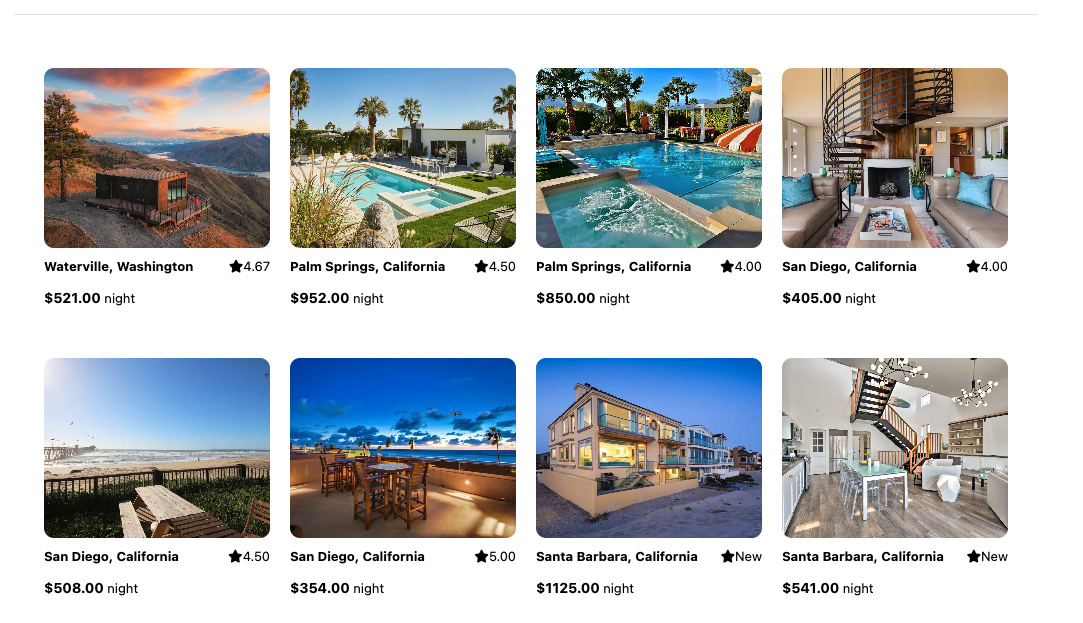 Waterville, Washington ★4.67
$521.00 night
Palm Springs, California ★4.50
$952.00 night
Palm Springs, California ★4.00
$850.00 night
San Diego, California ★4.00
$405.00 night
San Diego, California ★4.50
$508.00 night
San Diego, California ★5.00
$354.00 night
Santa Barbara, California ★New
$1125.00 night
Santa Barbara, California ★New
$541.00 night